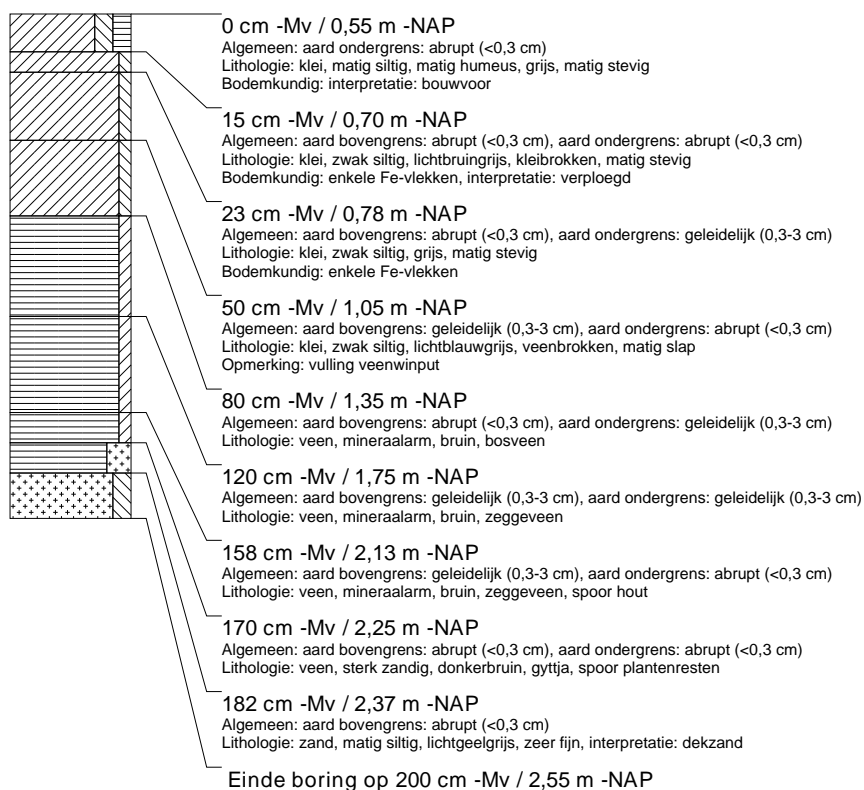 0 cm -Mv / 0,55 m -NAP
Algemeen: aard ondergrens: abrupt (<0,3 cm)
Lithologie: klei, matig siltig, matig humeus, grijs, matig stevig
Bodemkundig: interpretatie: bouwvoor
15 cm -Mv / 0,70 m -NAP
Algemeen: aard bovengrens: abrupt (<0,3 cm), aard ondergrens: abrupt (<0,3 cm)
Lithologie: klei, zwak siltig, lichtbruingrijs, kleibrokken, matig stevig
Bodemkundig: enkele Fe-vlekken, interpretatie: verploegd
23 cm -Mv / 0,78 m -NAP
Algemeen: aard bovengrens: abrupt (<0,3 cm), aard ondergrens: geleidelijk (0,3-3 cm)
Lithologie: klei, zwak siltig, grijs, matig stevig
Bodemkundig: enkele Fe-vlekken
50 cm -Mv / 1,05 m -NAP
Algemeen: aard bovengrens: geleidelijk (0,3-3 cm), aard ondergrens: abrupt (<0,3 cm)
Lithologie: klei, zwak siltig, lichtblauwgrijs, veenbrokken, matig slap
Opmerking: vulling veenwinput
80 cm -Mv / 1,35 m -NAP
Algemeen: aard bovengrens: abrupt (<0,3 cm), aard ondergrens: geleidelijk (0,3-3 cm)
Lithologie: veen, mineraalarm, bruin, bosveen
120 cm -Mv / 1,75 m -NAP
Algemeen: aard bovengrens: geleidelijk (0,3-3 cm), aard ondergrens: geleidelijk (0,3-3 cm)
Lithologie: veen, mineraalarm, bruin, zeggeveen
158 cm -Mv / 2,13 m -NAP
Algemeen: aard bovengrens: geleidelijk (0,3-3 cm), aard ondergrens: abrupt (<0,3 cm)
Lithologie: veen, mineraalarm, bruin, zeggeveen, spoor hout
170 cm -Mv / 2,25 m -NAP
Algemeen: aard bovengrens: abrupt (<0,3 cm), aard ondergrens: abrupt (<0,3 cm)
Lithologie: veen, sterk zandig, donkerbruin, gyttja, spoor plantenresten
182 cm -Mv / 2,37 m -NAP
Algemeen: aard bovengrens: abrupt (<0,3 cm)
Lithologie: zand, matig siltig, lichtgeelgrijs, zeer fijn, interpretatie: dekzand
Einde boring op 200 cm -Mv / 2,55 m -NAP